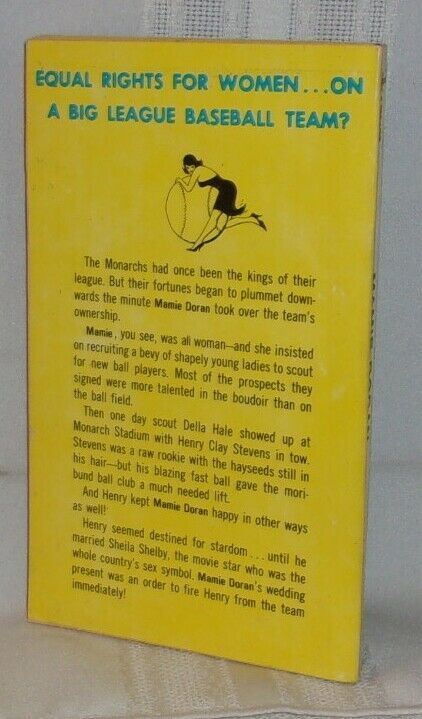 EQUAL RIGHTS FOR WOMEN...ON
A BIG LEAGUE BASEBALL TEAM?
The Monarchs had once been the kings of their
league. But their fortunes began to plummet down-
wards the minute Mamie Doran took over the team's
ownership.
Mamie, you see, was all woman—and she insisted
on recruiting a bevy of shapely young ladies to scout
for new ball players. Most of the prospects they
signed were more talented in the boudoir than on
the ball field.
Then one day scout Della Hale showed up at
Monarch Stadium with Henry Clay Stevens in tow.
Stevens was a raw rookie with the hayseeds still in
his hair—but his blazing fast ball gave the mori-
bund ball club a much needed lift.
And Henry kept Mamie Doran happy in other ways
as well!
Henry seemed destined for stardom...until he
married Sheila Shelby, the movie star who was the
whole country's sex symbol. Mamie Doran's wedding
present was an order to fire Henry from the team
immediately!